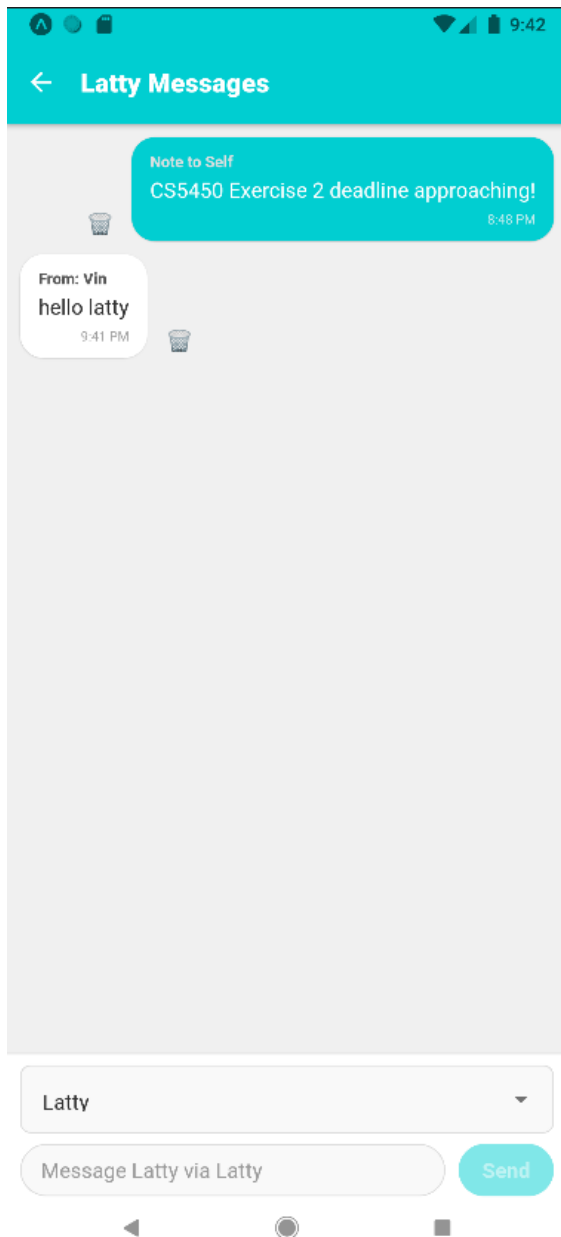 9:42
Latty Messages
Note to Self
CS5450 Exercise 2 deadline approaching!
8:48 PM
From: Vin
hello latty
9:41 PM
Latty
Message Latty via Latty
Send